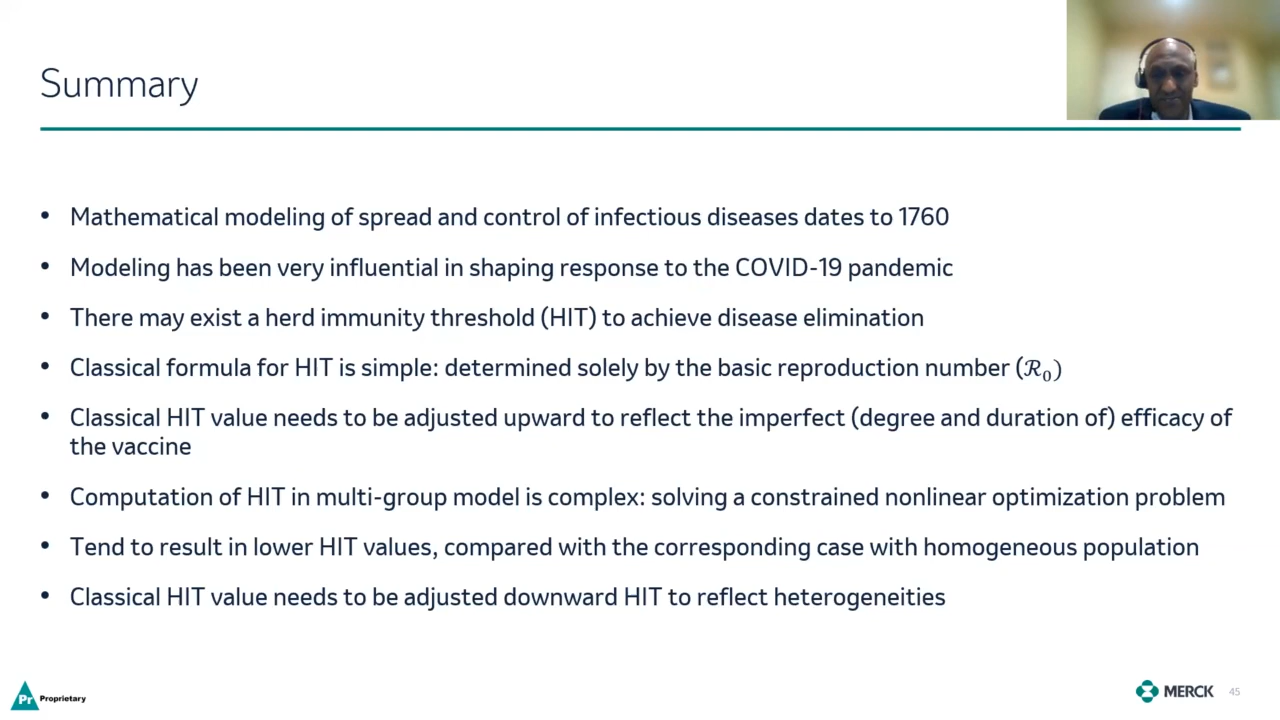 Summary
• Mathematical modeling of spread and control of infectious diseases dates to 1760
• Modeling has been very influential in shaping response to the COVID-19 pandemic
• There may exist a herd immunity threshold (HIT) to achieve disease elimination
• Classical formula for HIT is simple: determined solely by the basic reproduction number (ℛ₀)
• Classical HIT value needs to be adjusted upward to reflect the imperfect (degree and duration of) efficacy of
the vaccine
• Computation of HIT in multi-group model is complex: solving a constrained nonlinear optimization problem
• Tend to result in lower HIT values, compared with the corresponding case with homogeneous population
• Classical HIT value needs to be adjusted downward HIT to reflect heterogeneities
Pr Proprietary
MERCK 45